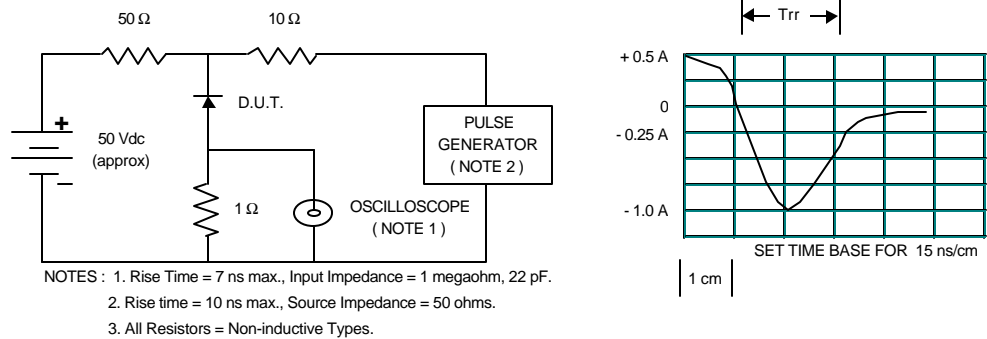 50 Ω
10 Ω
D.U.T.
+
50 Vdc
(approx)
−
1 Ω
OSCILLOSCOPE
( NOTE 1 )
PULSE
GENERATOR
( NOTE 2 )
NOTES : 1. Rise Time = 7 ns max., Input Impedance = 1 megaohm, 22 pF.
2. Rise time = 10 ns max., Source Impedance = 50 ohms.
3. All Resistors = Non-inductive Types.
Trr
+ 0.5 A
0
- 0.25 A
- 1.0 A
SET TIME BASE FOR 15 ns/cm
1 cm